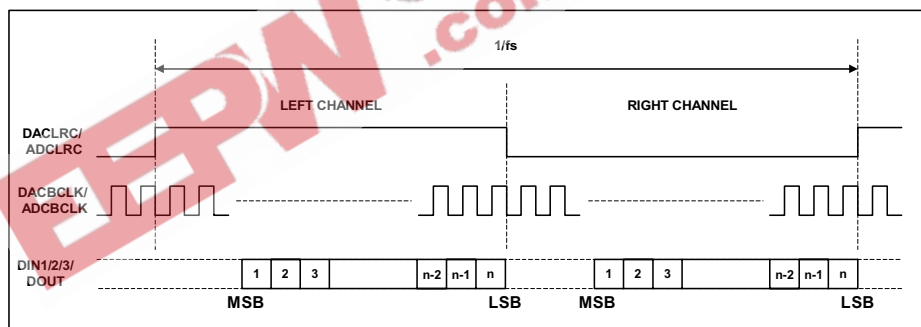 EEPW
.com
1/fs
LEFT CHANNEL RIGHT CHANNEL
DACLRC/
ADCLRC
DACBCLK/
ADCBCLK
DIN1/2/3/
DOUT
1 2 3 n-2 n-1 n 1 2 3 n-2 n-1 n
MSB LSB MSB LSB